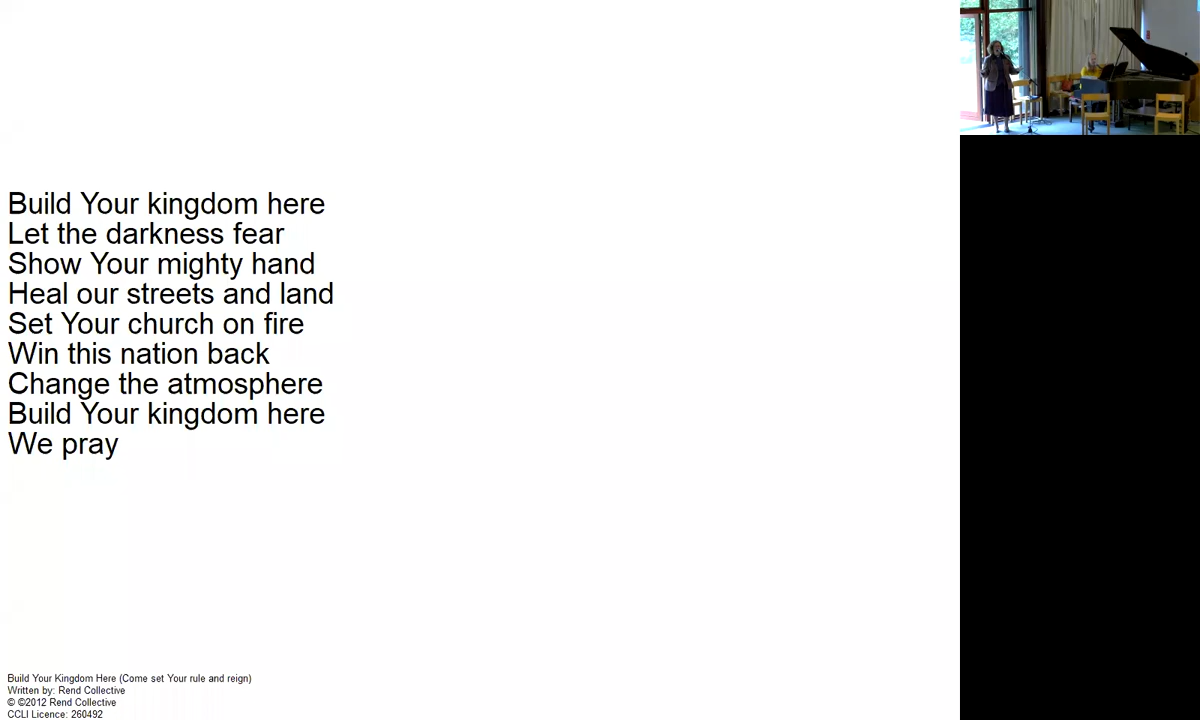 Build Your kingdom here
Let the darkness fear
Show Your mighty hand
Heal our streets and land
Set Your church on fire
Win this nation back
Change the atmosphere
Build Your kingdom here
We pray
Build Your Kingdom Here (Come set Your rule and reign)
Written by: Rend Collective
© ©2012 Rend Collective
CCLI Licence: 260492